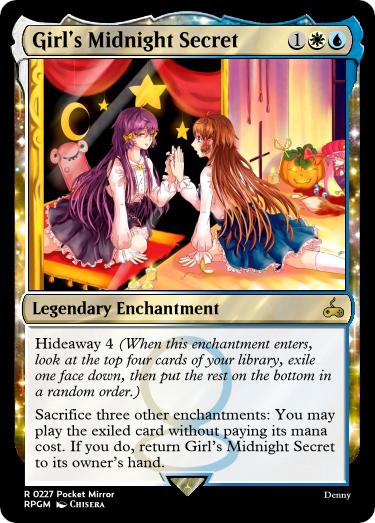 Girl's Midnight Secret 1
Legendary Enchantment
Hideaway 4 (When this enchantment enters,
look at the top four cards of your library, exile
one face down, then put the rest on the bottom in
a random order.)
Sacrifice three other enchantments: You may
play the exiled card without paying its mana
cost. If you do, return Girl's Midnight Secret
to its owner's hand.
R 0227 Pocket Mirror
RPGM CHISERA Denny